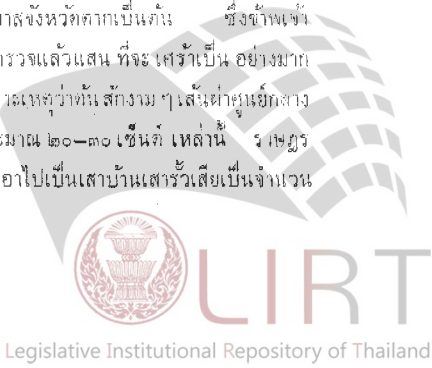 าสจังหวัดตากเป็นต้น ซึ่งข้าพเจ้า
ำรวจแล้วแสน ที่จะ เศร้าเป็น อย่างมาก
าะเหตุว่าต้น สักงาม ๆ เส้นผ่าศูนย์กลาง
ะมาณ ๒๐–๓๐ เซ็นต์ เหล่านี้ ราษฎร
อาไปเป็นเสาบ้านเสารั้วเสียเป็นจำนวน
LIRT
Legislative Institutional Repository of Thailand